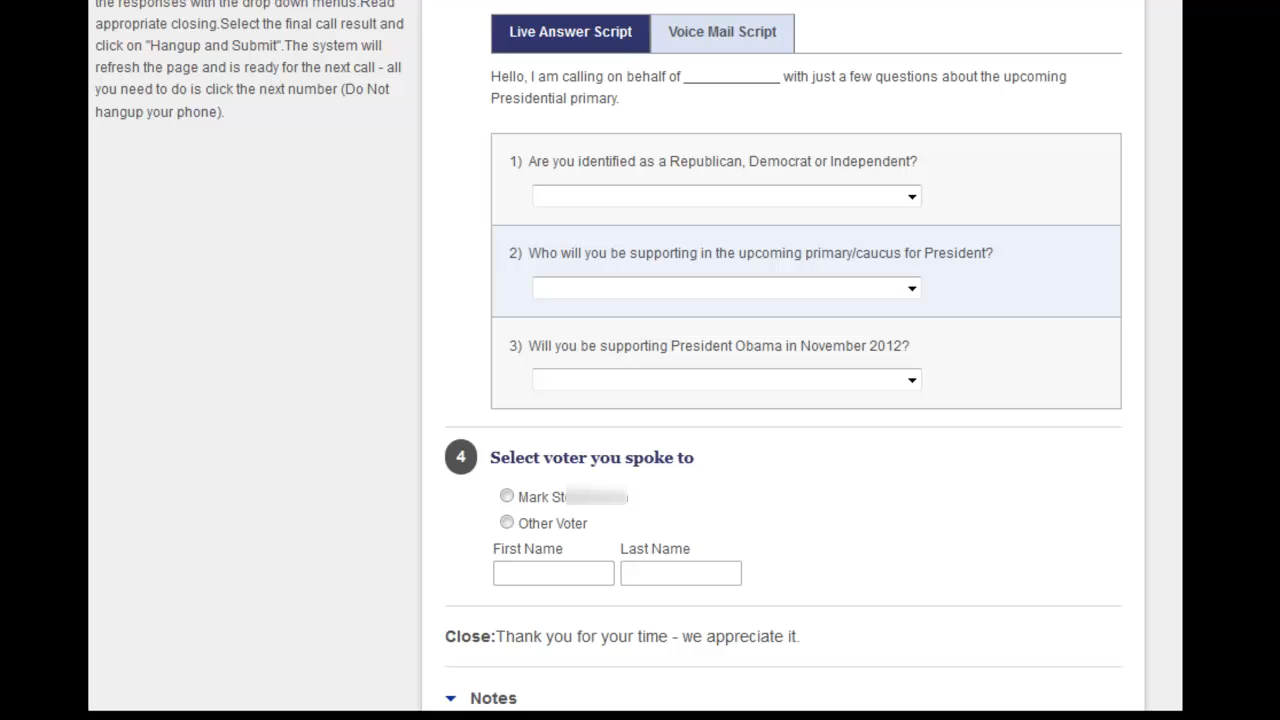 the responses with the drop down menus.Read
appropriate closing.Select the final call result and
click on "Hangup and Submit".The system will
refresh the page and is ready for the next call - all
you need to do is click the next number (Do Not
hangup your phone).
Live Answer Script
Voice Mail Script
Hello, I am calling on behalf of _____________ with just a few questions about the upcoming
Presidential primary.
1) Are you identified as a Republican, Democrat or Independent?
2) Who will you be supporting in the upcoming primary/caucus for President?
3) Will you be supporting President Obama in November 2012?
4 Select voter you spoke to
Mark
Other Voter
First Name Last Name
Close:Thank you for your time - we appreciate it.
Notes